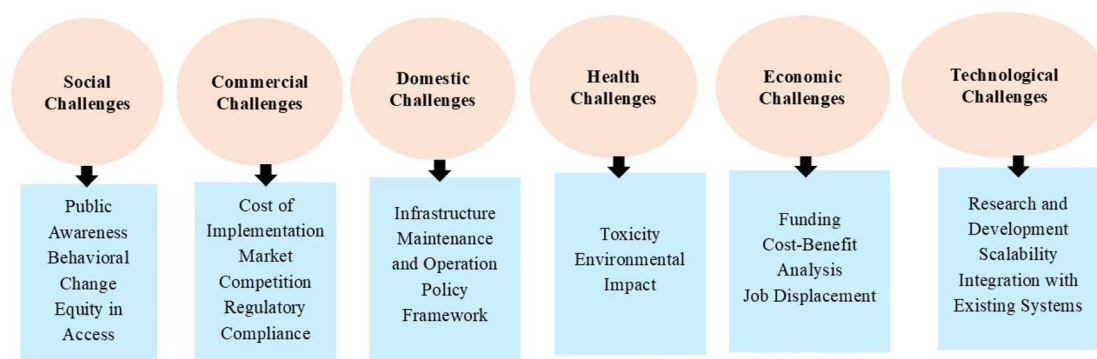 Social
Challenges
Commercial
Challenges
Domestic
Challenges
Health
Challenges
Economic
Challenges
Technological
Challenges
Public
Awareness
Behavioral
Change
Equity in
Access
Cost of
Implementation
Market
Competition
Regulatory
Compliance
Infrastructure
Maintenance
and Operation
Policy
Framework
Toxicity
Environmental
Impact
Funding
Cost-Benefit
Analysis
Job Displacement
Research and
Development
Scalability
Integration with
Existing Systems